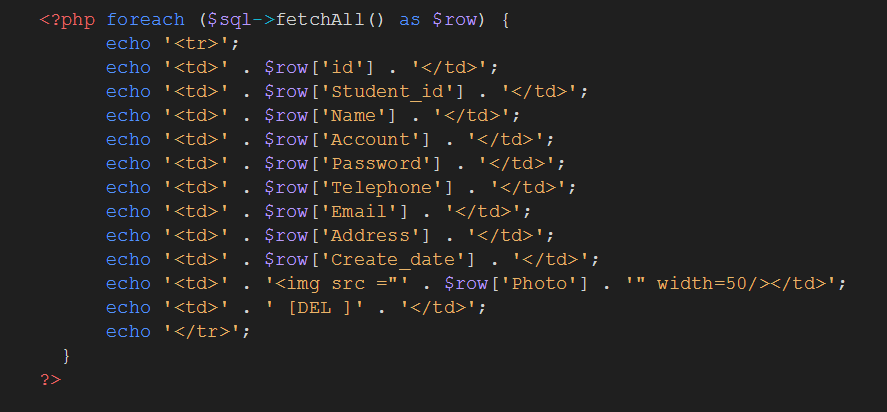 <?php foreach ($sql->fetchAll() as $row) {
echo '<tr>';
echo '<td>' . $row['id'] . '</td>';
echo '<td>' . $row['Student_id'] . '</td>';
echo '<td>' . $row['Name'] . '</td>';
echo '<td>' . $row['Account'] . '</td>';
echo '<td>' . $row['Password'] . '</td>';
echo '<td>' . $row['Telephone'] . '</td>';
echo '<td>' . $row['Email'] . '</td>';
echo '<td>' . $row['Address'] . '</td>';
echo '<td>' . $row['Create_date'] . '</td>';
echo '<td>' . '<img src ="' . $row['Photo'] . '" width=50/></td>';
echo '<td>' . ' [DEL ]' . '</td>';
echo '</tr>';
}
?>